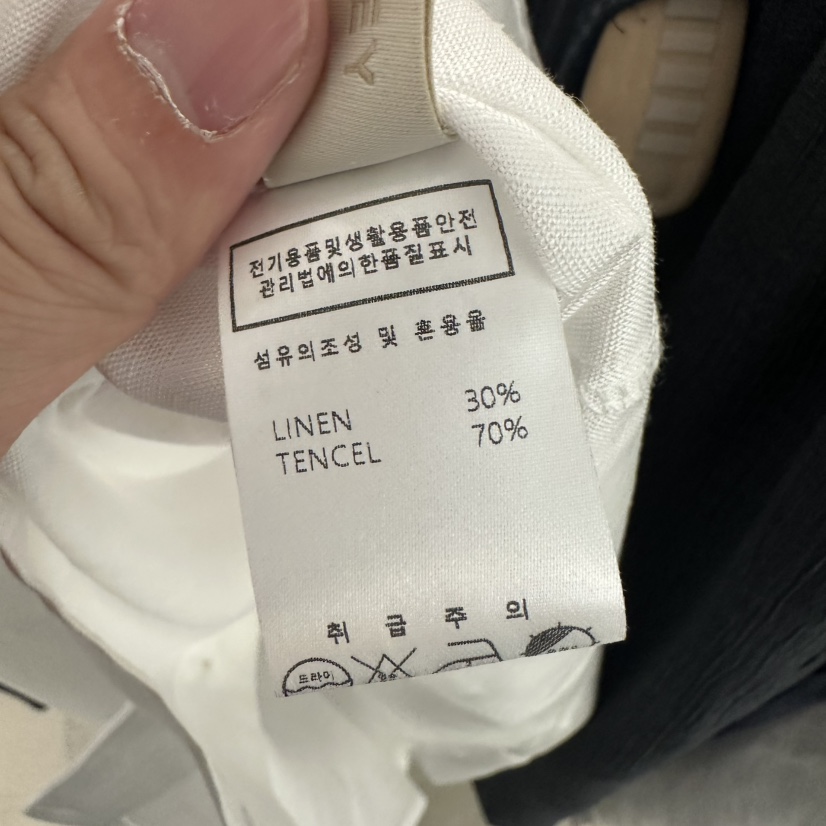 EY
전기용품및생활용품안전
관리법에의한품질표시
섬유의조성 및 혼용율
LINEN 30%
TENCEL 70%
취 급 주 의
드라이